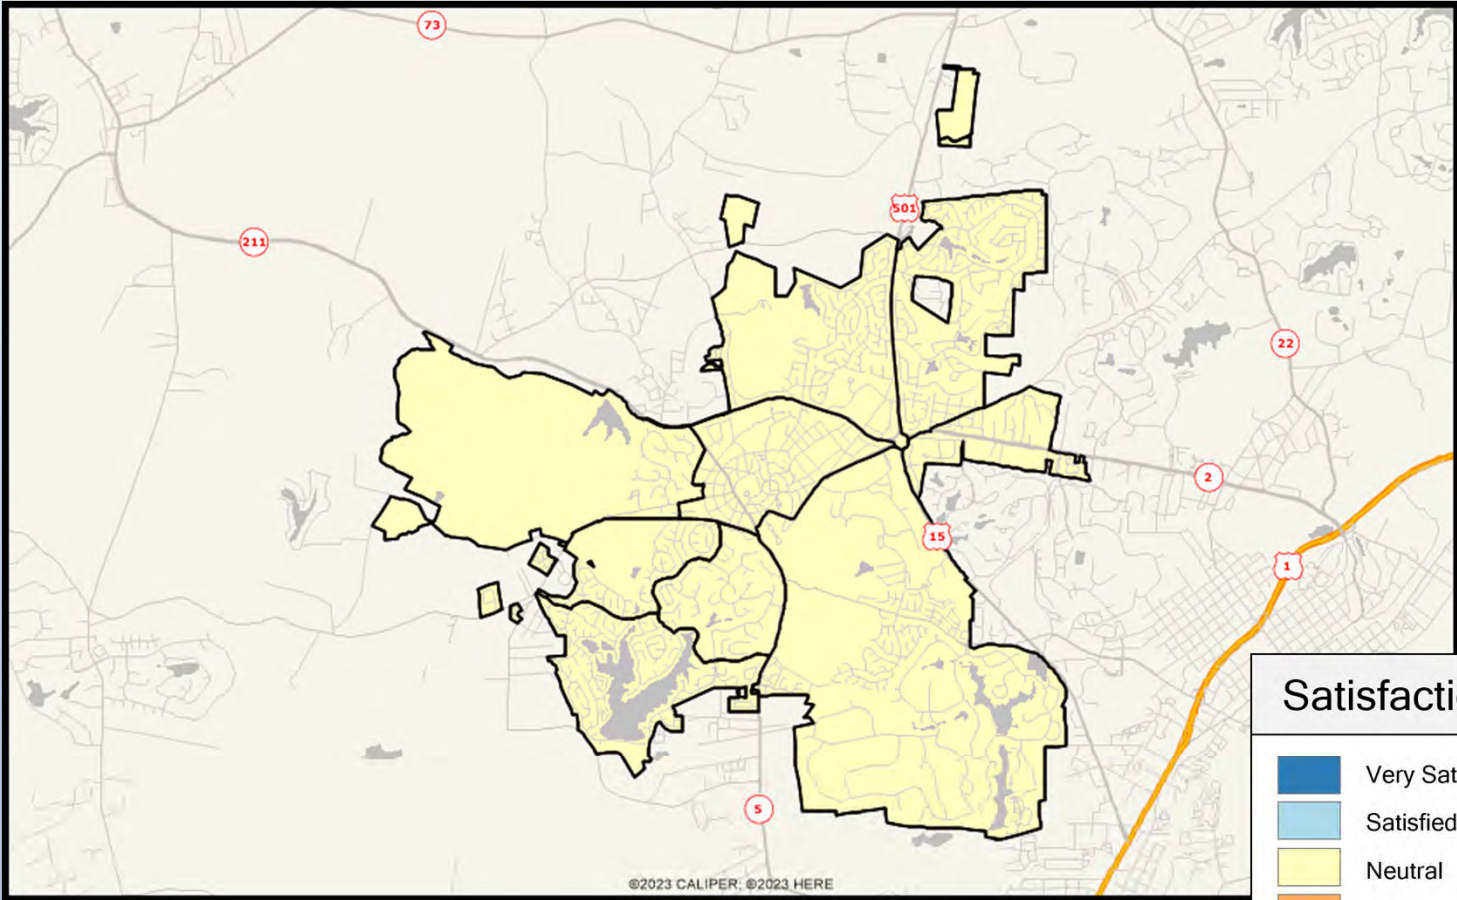 73
501
211
22
2
15
1
Satisfacti
Very Sat
Satisfied
5
Neutral
©2023 CALIPER; ©2023 HERE